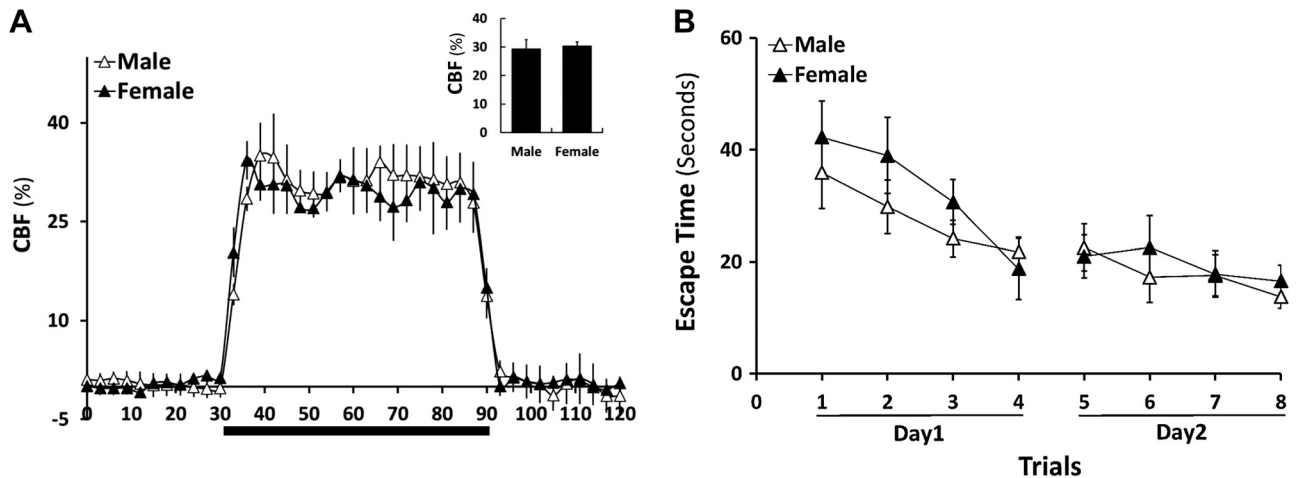 A
Male
Female
CBF (%)
40
25
10
-5
0 10 20 30 40 50 60 70 80 90 100 110 120
CBF (%)
40
30
20
10
0
Male Female
B
Male
Female
Escape Time (Seconds)
60
40
20
0
0 1 2 3 4 5 6 7 8
Day1 Day2
Trials